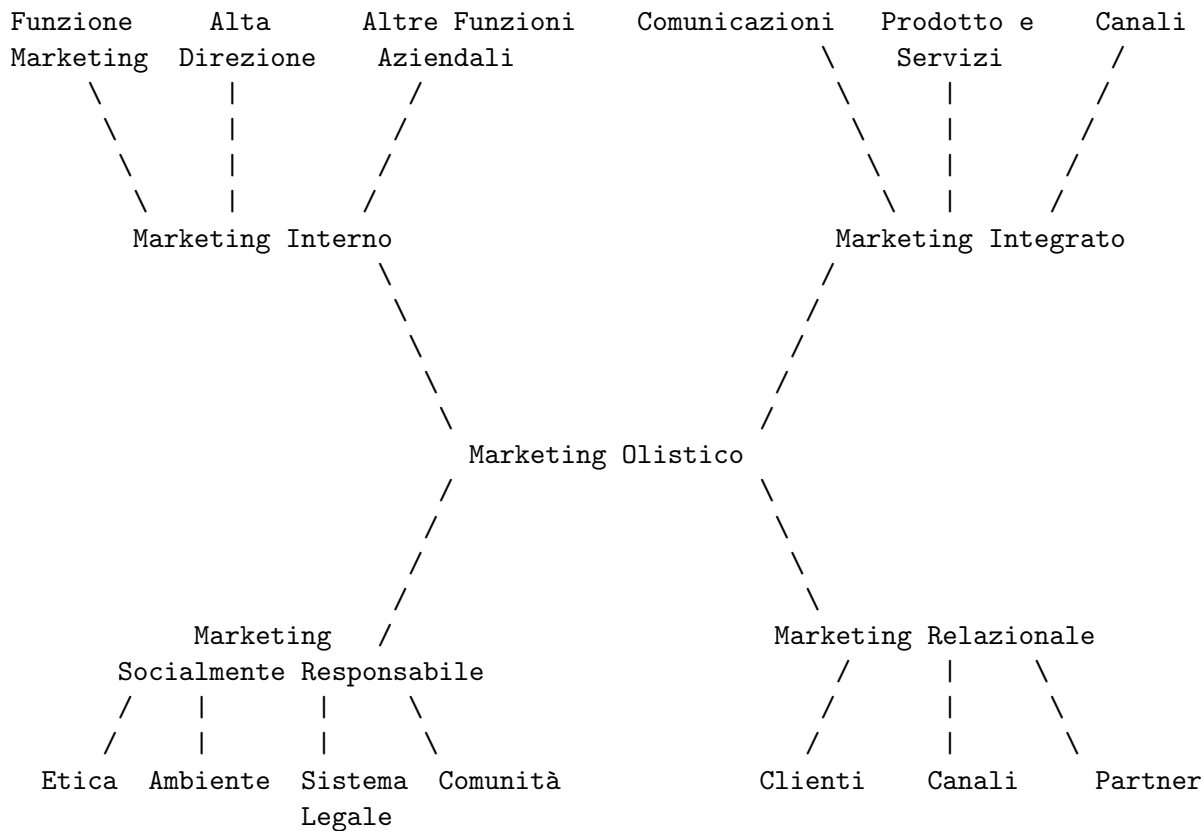 Funzione Marketing
Alta Direzione
Altre Funzioni Aziendali
Comunicazioni
Prodotto e Servizi
Canali
Marketing Interno
Marketing Integrato
Marketing Olistico
Marketing Socialmente Responsabile
Marketing Relazionale
Etica
Ambiente
Sistema Legale
Comunità
Clienti
Canali
Partner